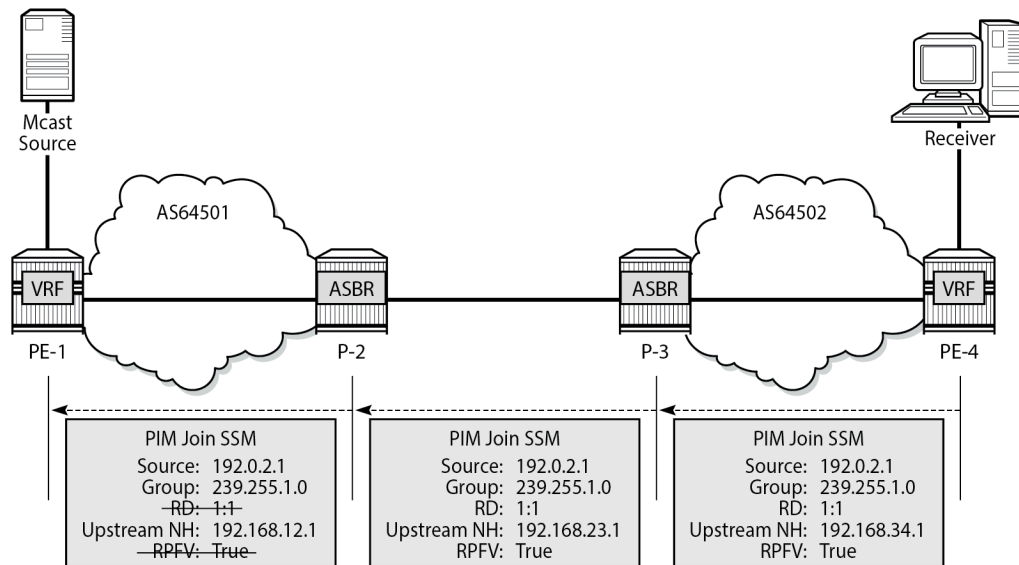 Mcast
Source
Receiver
AS64501
AS64502
VRF
ASBR
ASBR
VRF
PE-1
P-2
P-3
PE-4
PIM Join SSM
Source: 192.0.2.1
Group: 239.255.1.0
RD: 1:1
Upstream NH: 192.168.12.1
RPFV: True
PIM Join SSM
Source: 192.0.2.1
Group: 239.255.1.0
RD: 1:1
Upstream NH: 192.168.23.1
RPFV: True
PIM Join SSM
Source: 192.0.2.1
Group: 239.255.1.0
RD: 1:1
Upstream NH: 192.168.34.1
RPFV: True